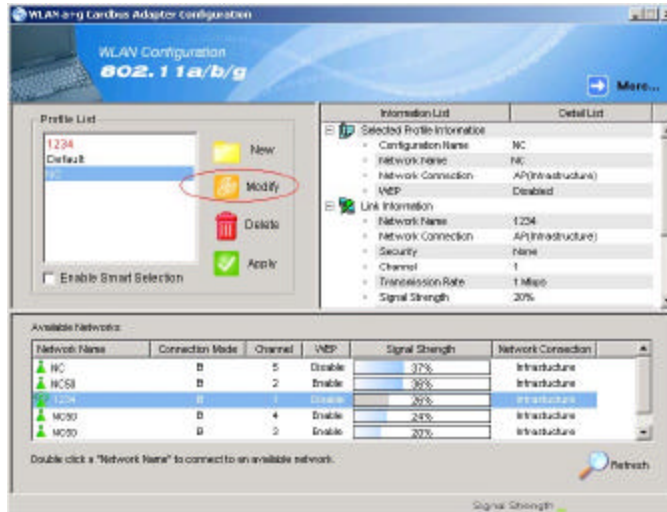 WLAN a+g Cardbus Adapter Configuration
WLAN Configuration
802.11a/b/g
More...
Profile List
1234
Default
NC
New
Modify
Delete
Apply
Enable Smart Selection
Information List Detail List
Selected Profile Information
Configuration Name NC
Network Name NC
Network Connection AP(Infrastructure)
WEP Disabled
Link Information
Network Name 1234
Network Connection AP(Infrastructure)
Security None
Channel 1
Transmission Rate 1 Mbps
Signal Strength 20%
Available Networks:
Network Name Connection Mode Channel WEP Signal Strength Network Connection
NC B 5 Disable 37% Infrastructure
B 2 Enable 36% Infrastructure
1234 B 1 Disable 26% Infrastructure
B 4 Enable 24% Infrastructure
B 3 Enable 20% Infrastructure
Double click a "Network Name" to connect to an available network.
Refresh
Signal Strength